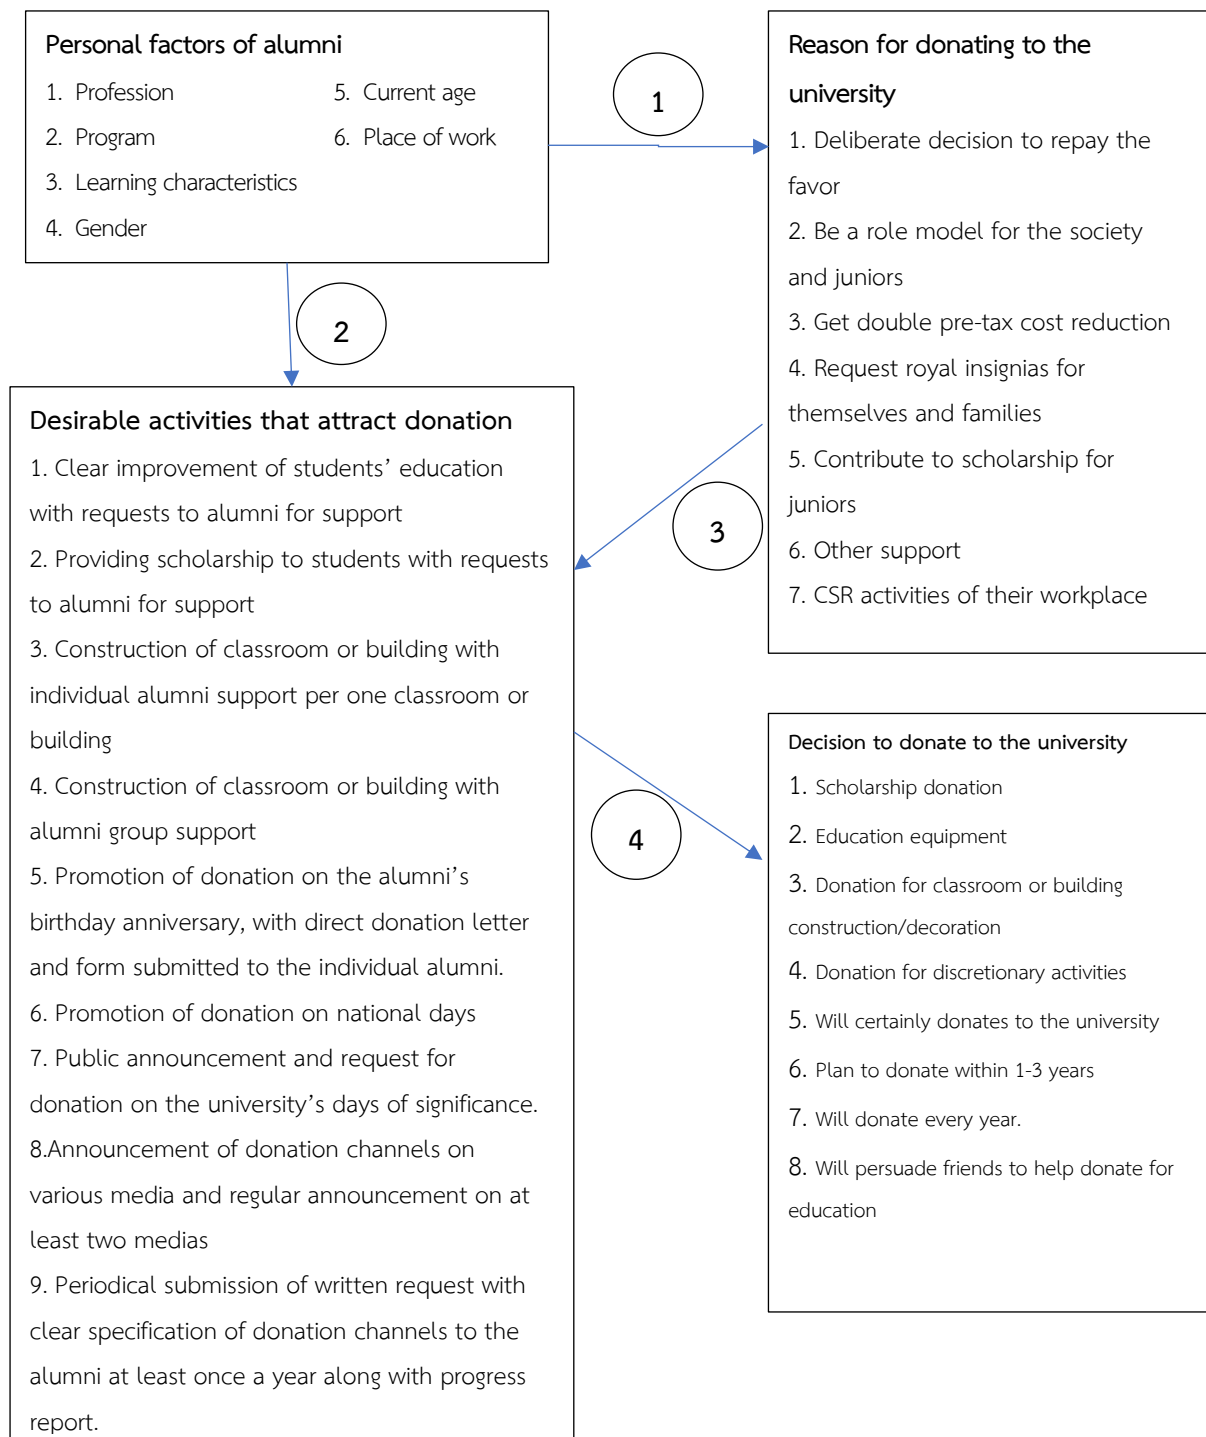 Personal factors of alumni
1. Profession
2. Program
3. Learning characteristics
4. Gender
5. Current age
6. Place of work
1
Reason for donating to the
university
1. Deliberate decision to repay the
favor
2. Be a role model for the society
and juniors
3. Get double pre-tax cost reduction
4. Request royal insignias for
themselves and families
5. Contribute to scholarship for
juniors
6. Other support
7. CSR activities of their workplace
2
Desirable activities that attract donation
1. Clear improvement of students’ education
with requests to alumni for support
2. Providing scholarship to students with requests
to alumni for support
3. Construction of classroom or building with
individual alumni support per one classroom or
building
4. Construction of classroom or building with
alumni group support
5. Promotion of donation on the alumni’s
birthday anniversary, with direct donation letter
and form submitted to the individual alumni.
6. Promotion of donation on national days
7. Public announcement and request for
donation on the university’s days of significance.
8.Announcement of donation channels on
various media and regular announcement on at
least two medias
9. Periodical submission of written request with
clear specification of donation channels to the
alumni at least once a year along with progress
report.
3
4
Decision to donate to the university
1. Scholarship donation
2. Education equipment
3. Donation for classroom or building
construction/decoration
4. Donation for discretionary activities
5. Will certainly donates to the university
6. Plan to donate within 1-3 years
7. Will donate every year.
8. Will persuade friends to help donate for
education